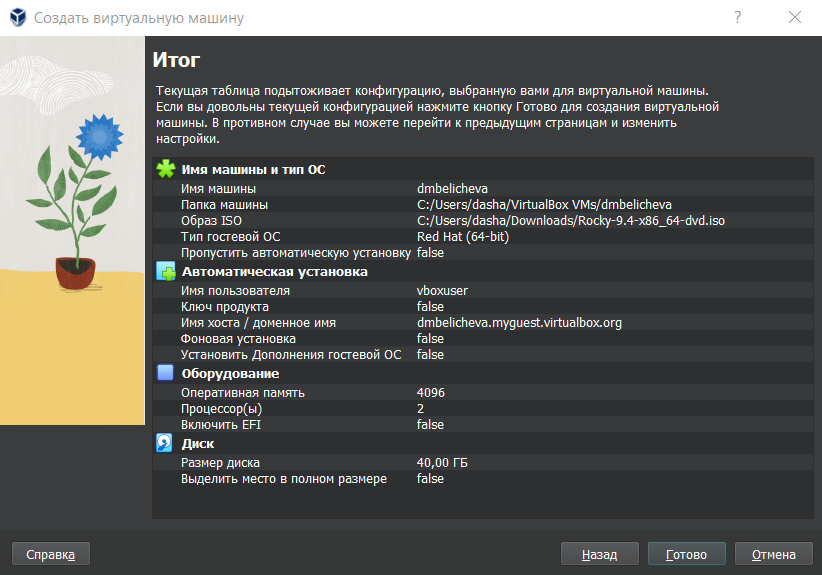 Создать виртуальную машину
?
Итог
Текущая таблица подытоживает конфигурацию, выбранную вами для виртуальной машины.
Если вы довольны текущей конфигурацией нажмите кнопку Готово для создания виртуальной
машины. В противном случае вы можете перейти к предыдущим страницам и изменить
настройки.
Имя машины и тип ОС
Имя машины dmbelicheva
Папка машины C:/Users/dasha/VirtualBox VMs/dmbelicheva
Образ ISO C:/Users/dasha/Downloads/Rocky-9.4-x86_64-dvd.iso
Тип гостевой ОС Red Hat (64-bit)
Пропустить автоматическую установку false
Автоматическая установка
Имя пользователя vboxuser
Ключ продукта false
Имя хоста / доменное имя dmbelicheva.myguest.virtualbox.org
Фоновая установка false
Установить Дополнения гостевой ОС false
Оборудование
Оперативная память 4096
Процессор(ы) 2
Включить EFI false
Диск
Размер диска 40,00 ГБ
Выделить место в полном размере false
Справка Назад Готово Отмена